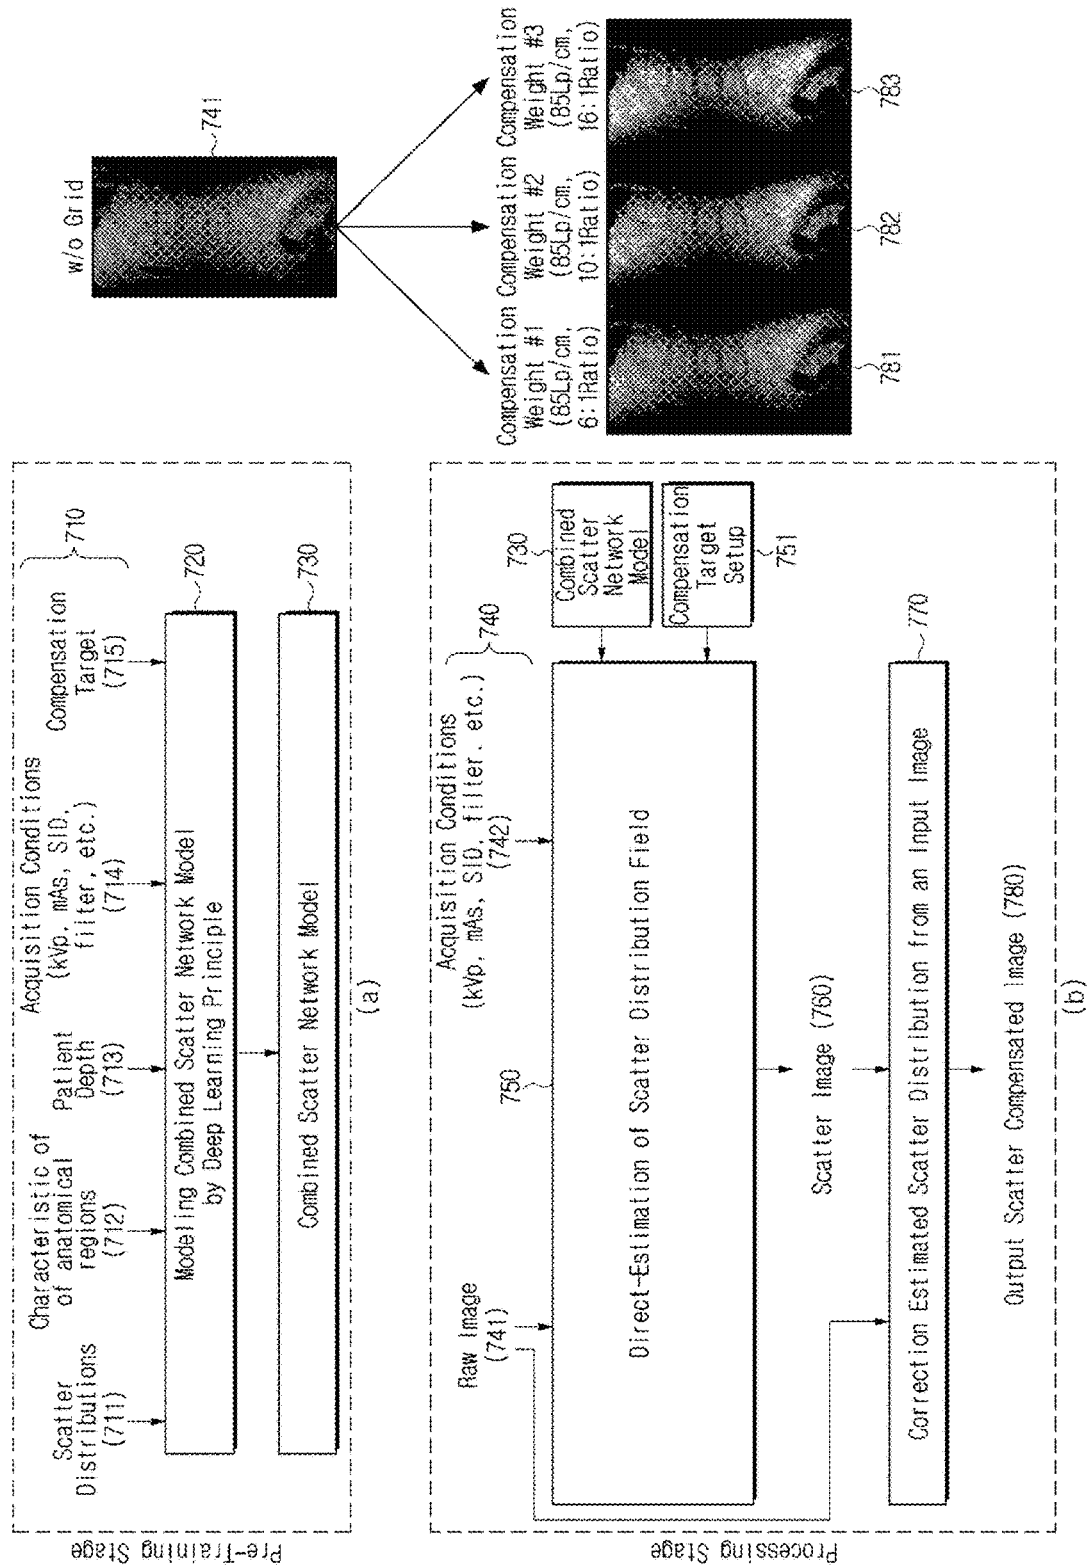 Pre-Training Stage
Scatter
Distributions
(711)
Characteristic of
of anatomical
regions
(712)
Patient
Depth
(713)
Acquisition Conditions
(kVp, mAs, SID,
filter, etc.)
(714)
Compensation
Target
(715)
710
Modeling Combined Scatter Network Model
by Deep Learning Principle
720
Combined Scatter Network Model
730
(a)
Processing Stage
Raw Image
(741)
Acquisition Conditions
(kVp, mAs, SID, filter. etc.)
(742)
740
750
Direct-Estimation of Scatter Distribution Field
730
Combined
Scatter
Network
Model
Compensation
Target
Setup
751
Scatter Image (760)
770
Correction Estimated Scatter Distribution from an Input Image
Output Scatter Compensated Image (780)
(b)
w/o Grid
741
Compensation
Weight #1
(85Lp/cm,
6:1Ratio)
Compensation
Weight #2
(85Lp/cm,
10:1Ratio)
Compensation
Weight #3
(85Lp/cm,
16:1Ratio)
781
782
783